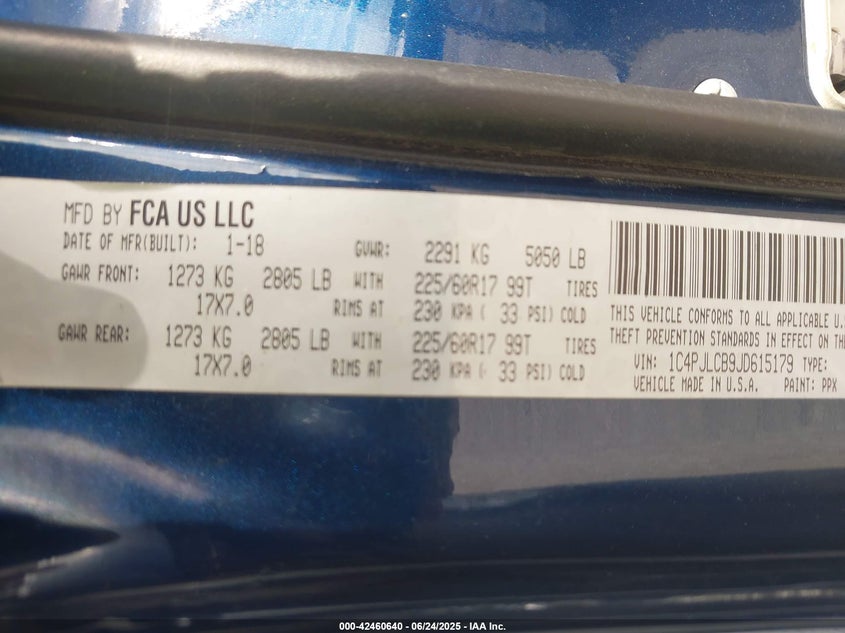 MFD BY FCA US LLC
DATE OF MFR(BUILT): 1-18 GVWR: 2291 KG 5050 LB
GAWR FRONT: 1273 KG 2805 LB WITH 225/60R17 99T TIRES
17X7.0 RIMS AT 230 KPA ( 33 PSI) COLD
GAWR REAR: 1273 KG 2805 LB WITH 225/60R17 99T TIRES
17X7.0 RIMS AT 230 KPA ( 33 PSI) COLD
THIS VEHICLE CONFORMS TO ALL APPLICABLE U.S
THEFT PREVENTION STANDARDS IN EFFECT ON THE
VIN: 1C4PJLCB9JD615179 TYPE:
VEHICLE MADE IN U.S.A. PAINT: PPX
000-42460640 - 06/24/2025 - IAA Inc.